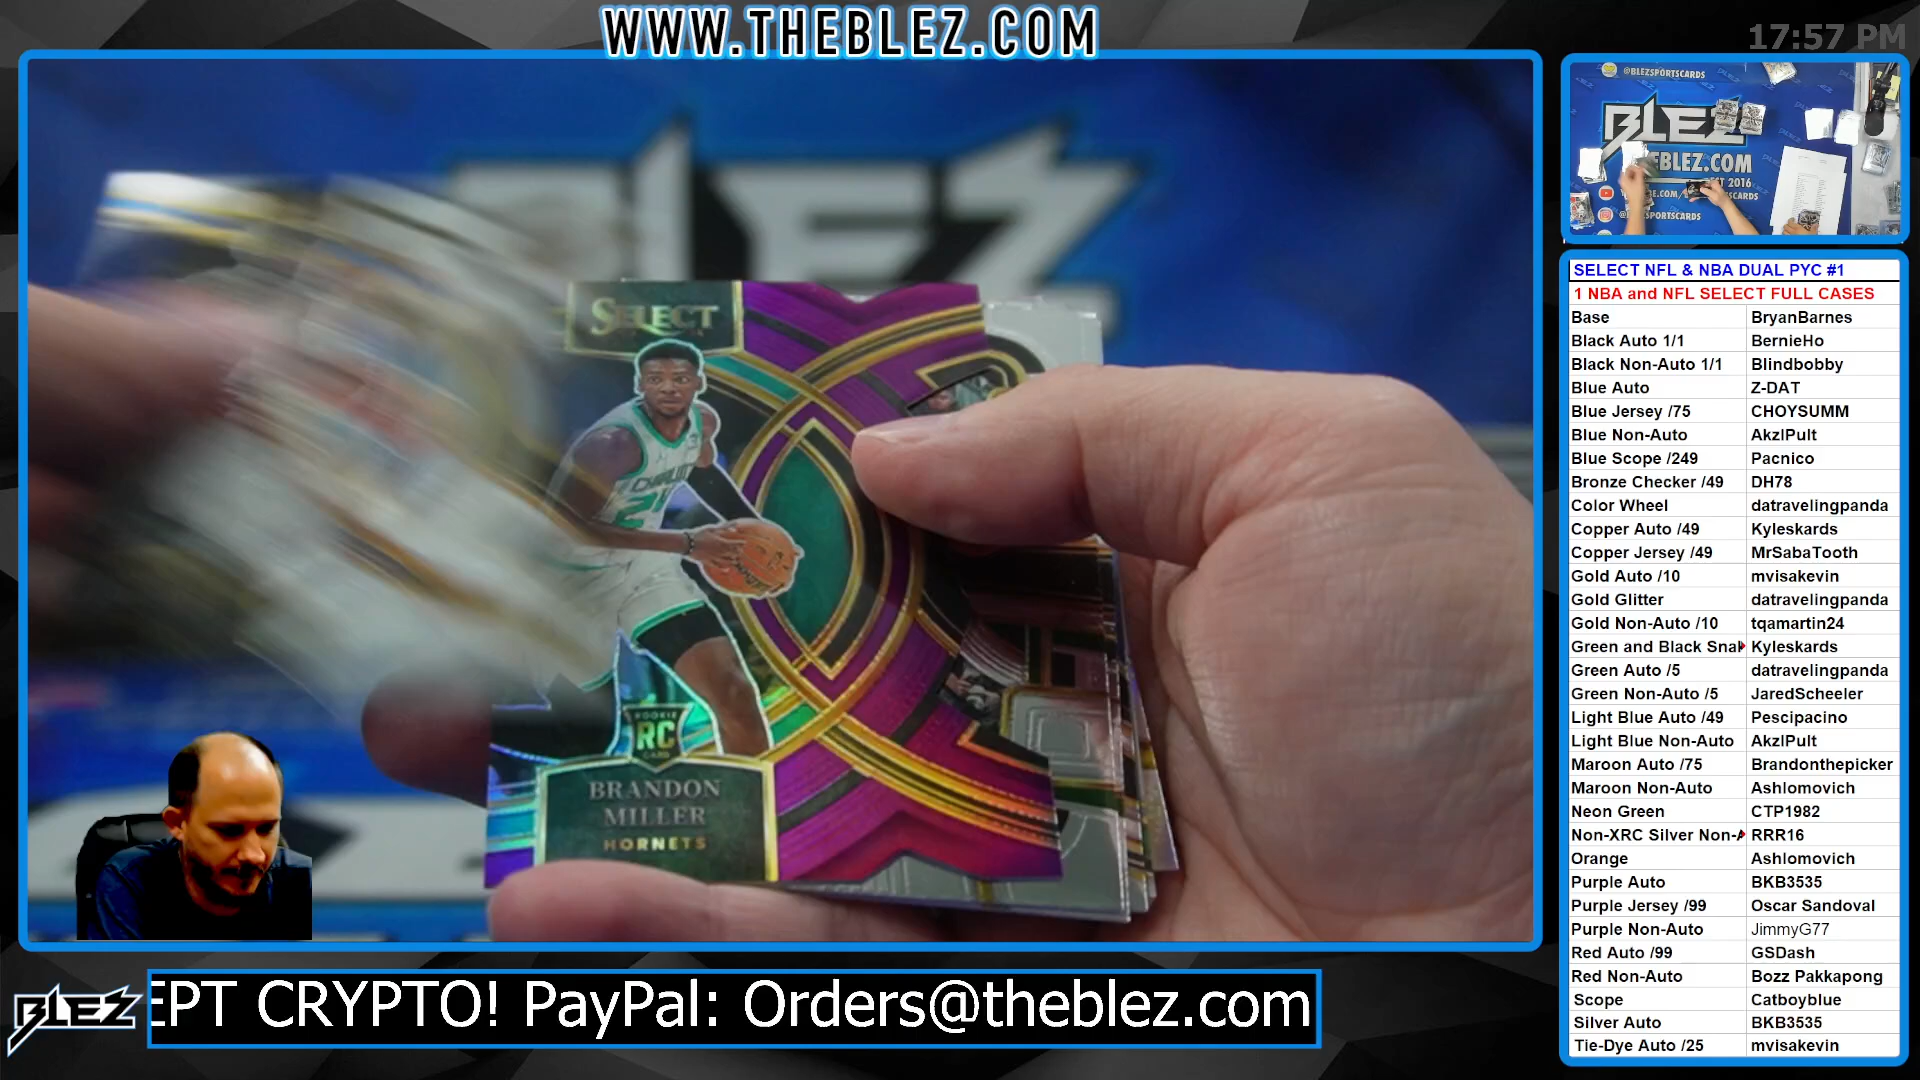 WWW.THEBLEZ.COM
17:57 PM
BLEZ
SELECT
CHARLOTTE
RC
BRANDON
MILLER
HORNETS
@BLEZSPORTSCARDS
BLEZ
EBLEZ.COM
EST 2016
SPORTSCARDS
SELECT NFL & NBA DUAL PYC #1
1 NBA and NFL SELECT FULL CASES
Base BryanBarnes
Black Auto 1/1 BernieHo
Black Non-Auto 1/1 Blindbobby
Blue Auto Z-DAT
Blue Jersey /75 CHOYSUMM
Blue Non-Auto AkzlPult
Blue Scope /249 Pacnico
Bronze Checker /49 DH78
Color Wheel datravelingpanda
Copper Auto /49 Kyleskards
Copper Jersey /49 MrSabaTooth
Gold Auto /10 mvisakevin
Gold Glitter datravelingpanda
Gold Non-Auto /10 tqamartin24
Green and Black Snak Kyleskards
Green Auto /5 datravelingpanda
Green Non-Auto /5 JaredScheeler
Light Blue Auto /49 Pescipacino
Light Blue Non-Auto AkzlPult
Maroon Auto /75 Brandonthepicker
Maroon Non-Auto Ashlomovich
Neon Green CTP1982
Non-XRC Silver Non-A RRR16
Orange Ashlomovich
Purple Auto BKB3535
Purple Jersey /99 Oscar Sandoval
Purple Non-Auto JimmyG77
Red Auto /99 GSDash
Red Non-Auto Bozz Pakkapong
Scope Catboyblue
Silver Auto BKB3535
Tie-Dye Auto /25 mvisakevin
BLEZ
EPT CRYPTO! PayPal: Orders@theblez.com